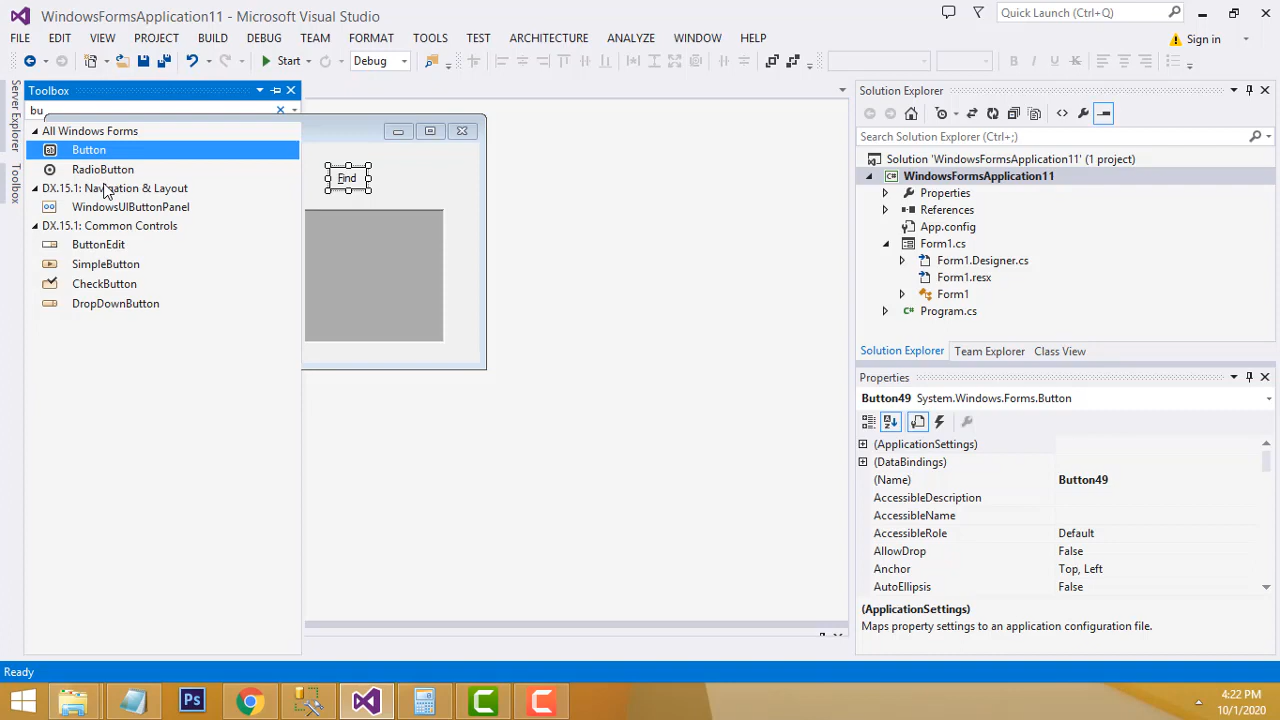 WindowsFormsApplication11 - Microsoft Visual Studio
Quick Launch (Ctrl+Q)
FILE EDIT VIEW PROJECT BUILD DEBUG TEAM FORMAT TOOLS TEST ARCHITECTURE ANALYZE WINDOW HELP
Sign in
Start
Debug
Server Explorer
Toolbox
Toolbox
bu
All Windows Forms
Button
RadioButton
DX.15.1: Navigation & Layout
WindowsUIButtonPanel
DX.15.1: Common Controls
ButtonEdit
SimpleButton
CheckButton
DropDownButton
Find
Solution Explorer
Search Solution Explorer (Ctrl+;)
Solution 'WindowsFormsApplication11' (1 project)
WindowsFormsApplication11
Properties
References
App.config
Form1.cs
Form1.Designer.cs
Form1.resx
Form1
Program.cs
Solution Explorer Team Explorer Class View
Properties
Button49 System.Windows.Forms.Button
(ApplicationSettings)
(DataBindings)
(Name) Button49
AccessibleDescription
AccessibleName
AccessibleRole Default
AllowDrop False
Anchor Top, Left
AutoEllipsis False
(ApplicationSettings)
Maps property settings to an application configuration file.
Ready
Ps
4:22 PM
10/1/2020